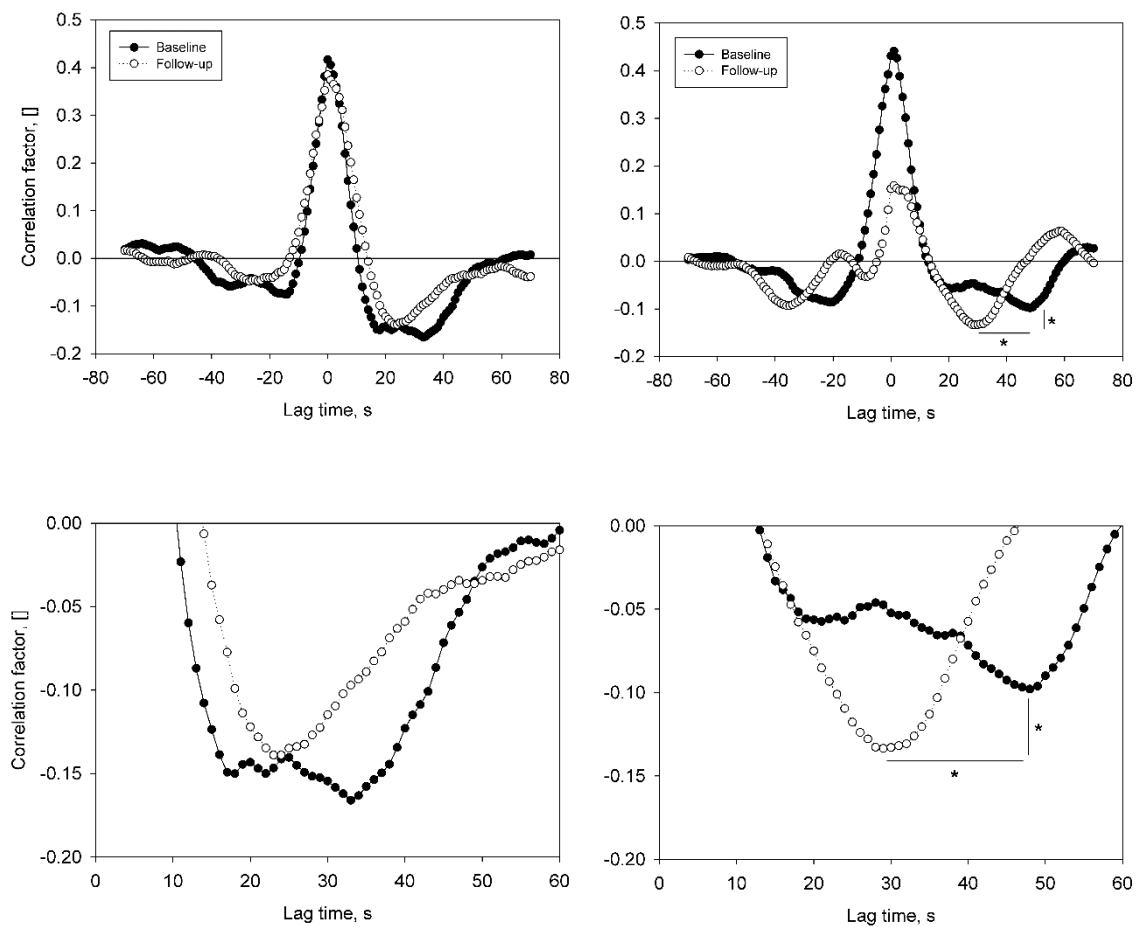 0.5
0.4
0.3
0.2
0.1
0.0
-0.1
-0.2
Correlation factor, []
Baseline
Follow-up
-80 -60 -40 -20 0 20 40 60 80
Lag time, s
0.5
0.4
0.3
0.2
0.1
0.0
-0.1
-0.2
Baseline
Follow-up
*
*
-80 -60 -40 -20 0 20 40 60 80
Lag time, s
0.00
-0.05
-0.10
-0.15
-0.20
Correlation factor, []
0 10 20 30 40 50 60
Lag time, s
0.00
-0.05
-0.10
-0.15
-0.20
*
*
0 10 20 30 40 50 60
Lag time, s